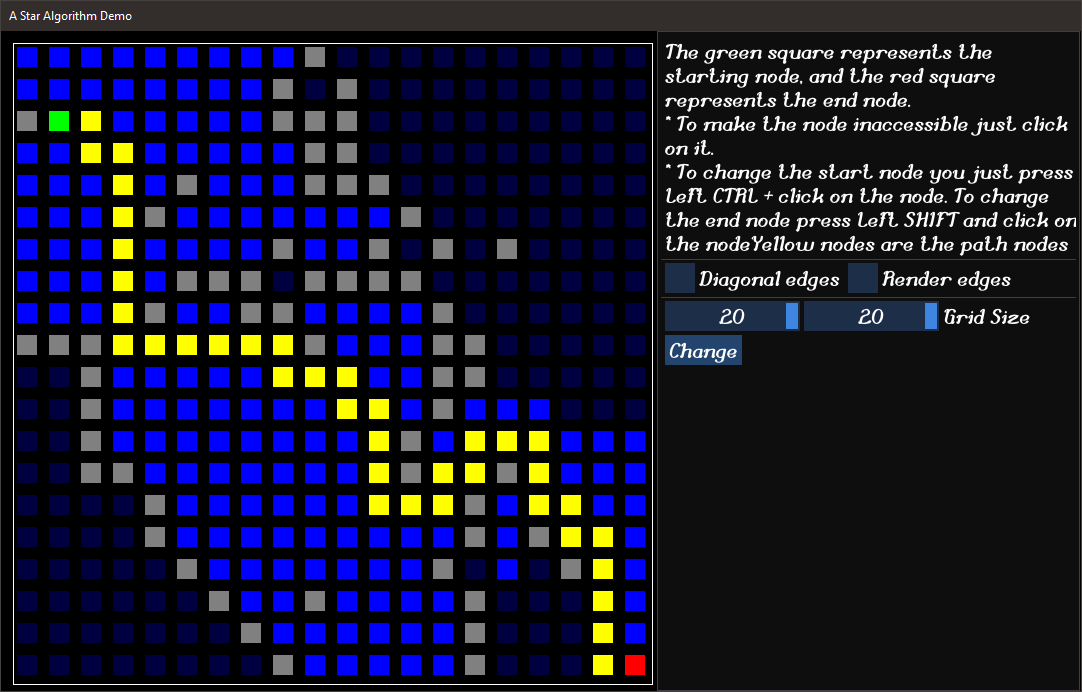 A Star Algorithm Demo
The green square represents the
starting node, and the red square
represents the end node.
* To make the node inaccessible just click
on it.
* To change the start node you just press
Left CTRL + click on the node. To change
the end node press Left SHIFT and click on
the nodeYellow nodes are the path nodes
Diagonal edges Render edges
20 20 Grid Size
Change